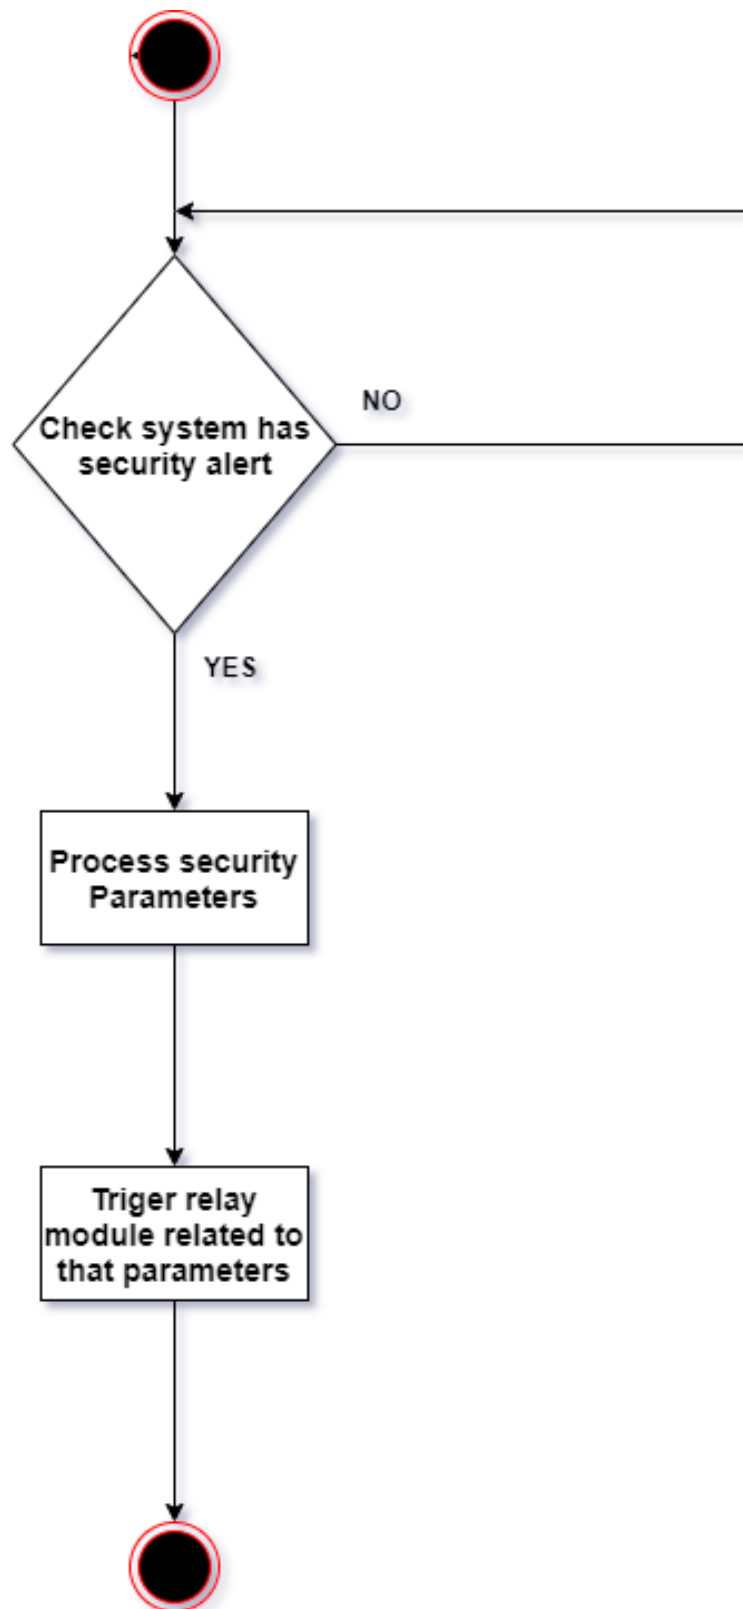 NO
Check system has
security alert
YES
Process security
Parameters
Triger relay
module related to
that parameters